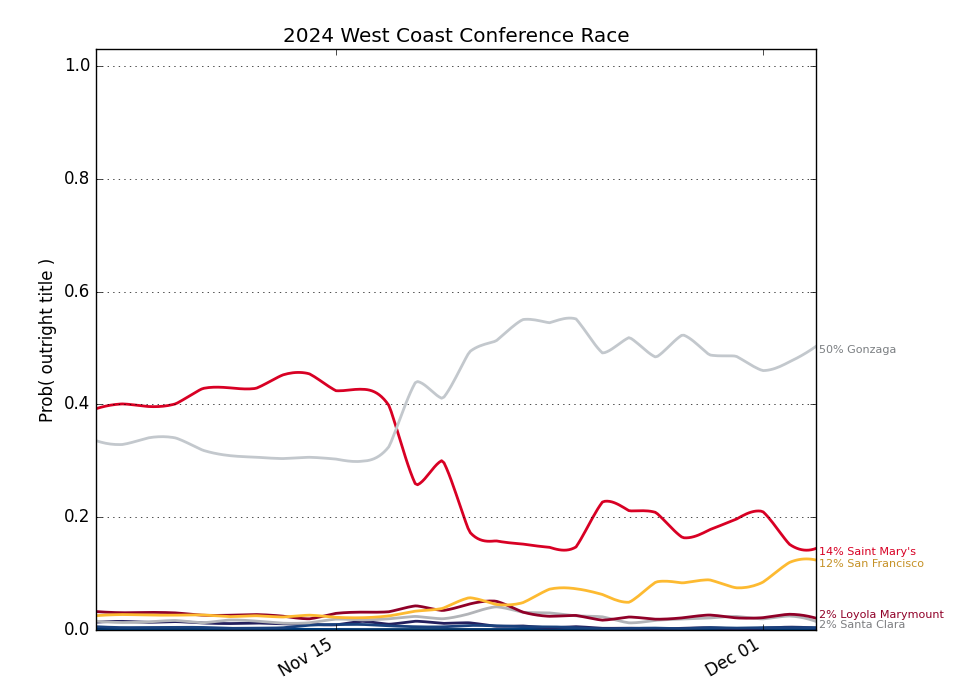 2024 West Coast Conference Race
Prob( outright title )
1.0
0.8
0.6
0.4
0.2
0.0
Nov 15
Dec 01
50% Gonzaga
14% Saint Mary's
12% San Francisco
2% Loyola Marymount
2% Santa Clara